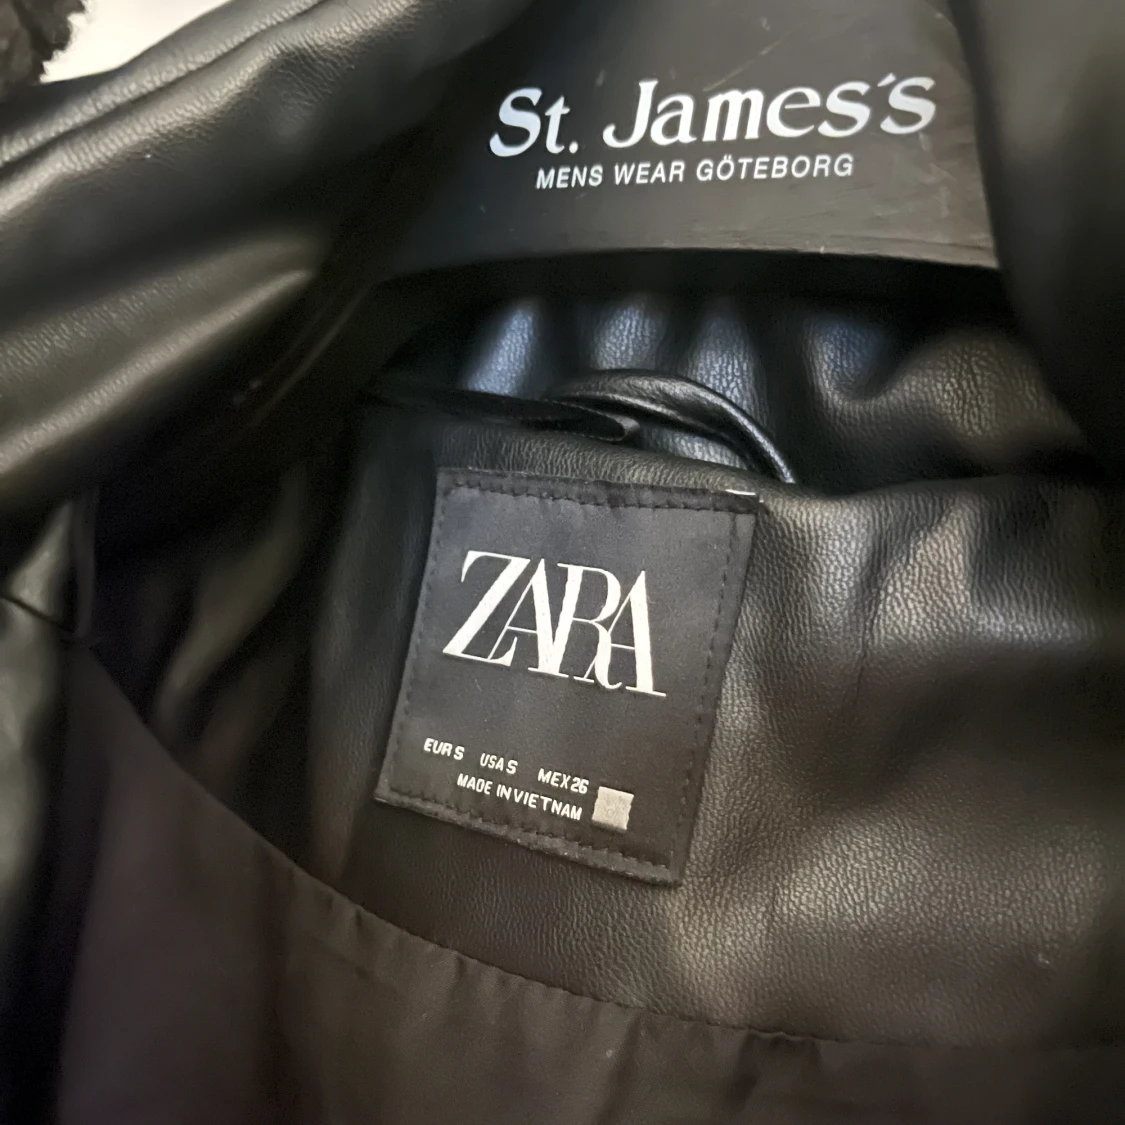 St. James's
MENS WEAR GÖTEBORG
ZARA
EUR S USA S MEX 26
MADE IN VIETNAM